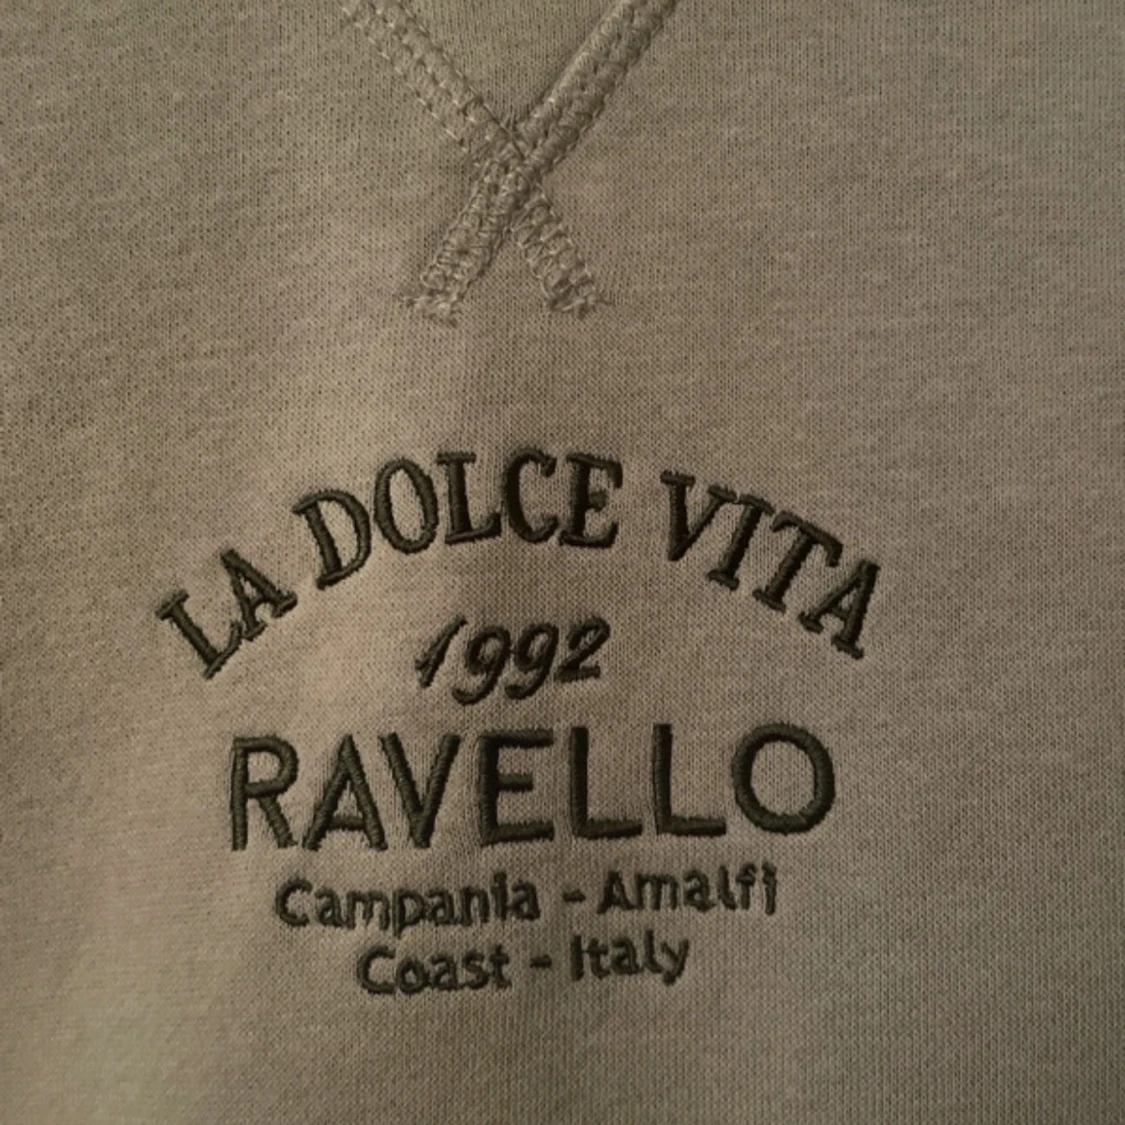 LA DOLCE VITA
1992
RAVELLO
Campania - Amalfi
Coast - Italy